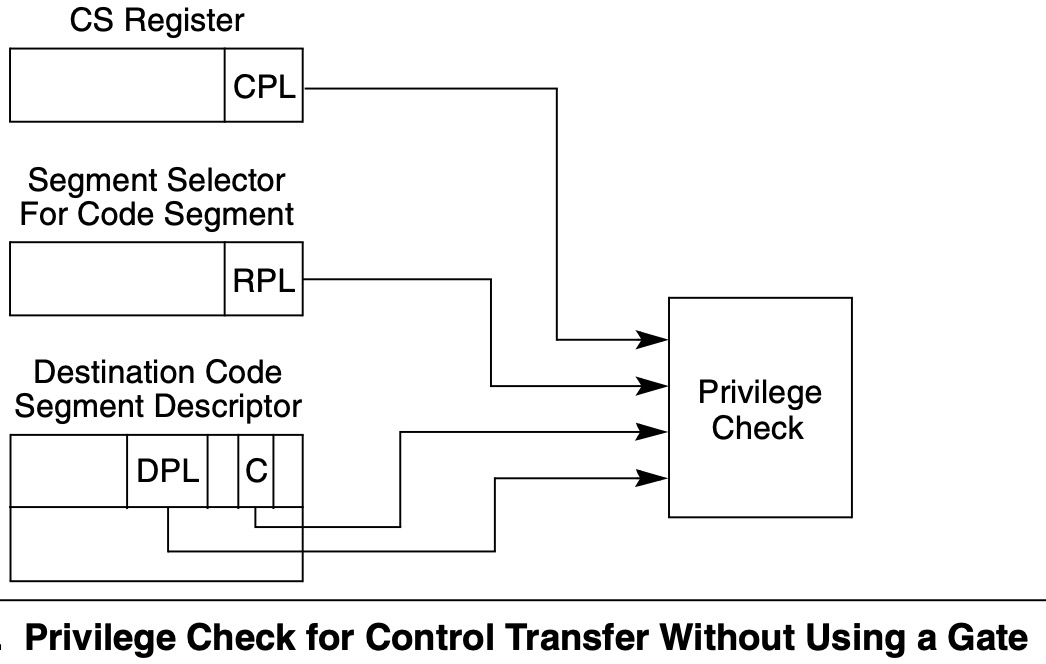 CS Register
CPL
Segment Selector
For Code Segment
RPL
Destination Code
Segment Descriptor
DPL
C
Privilege
Check
. Privilege Check for Control Transfer Without Using a Gate